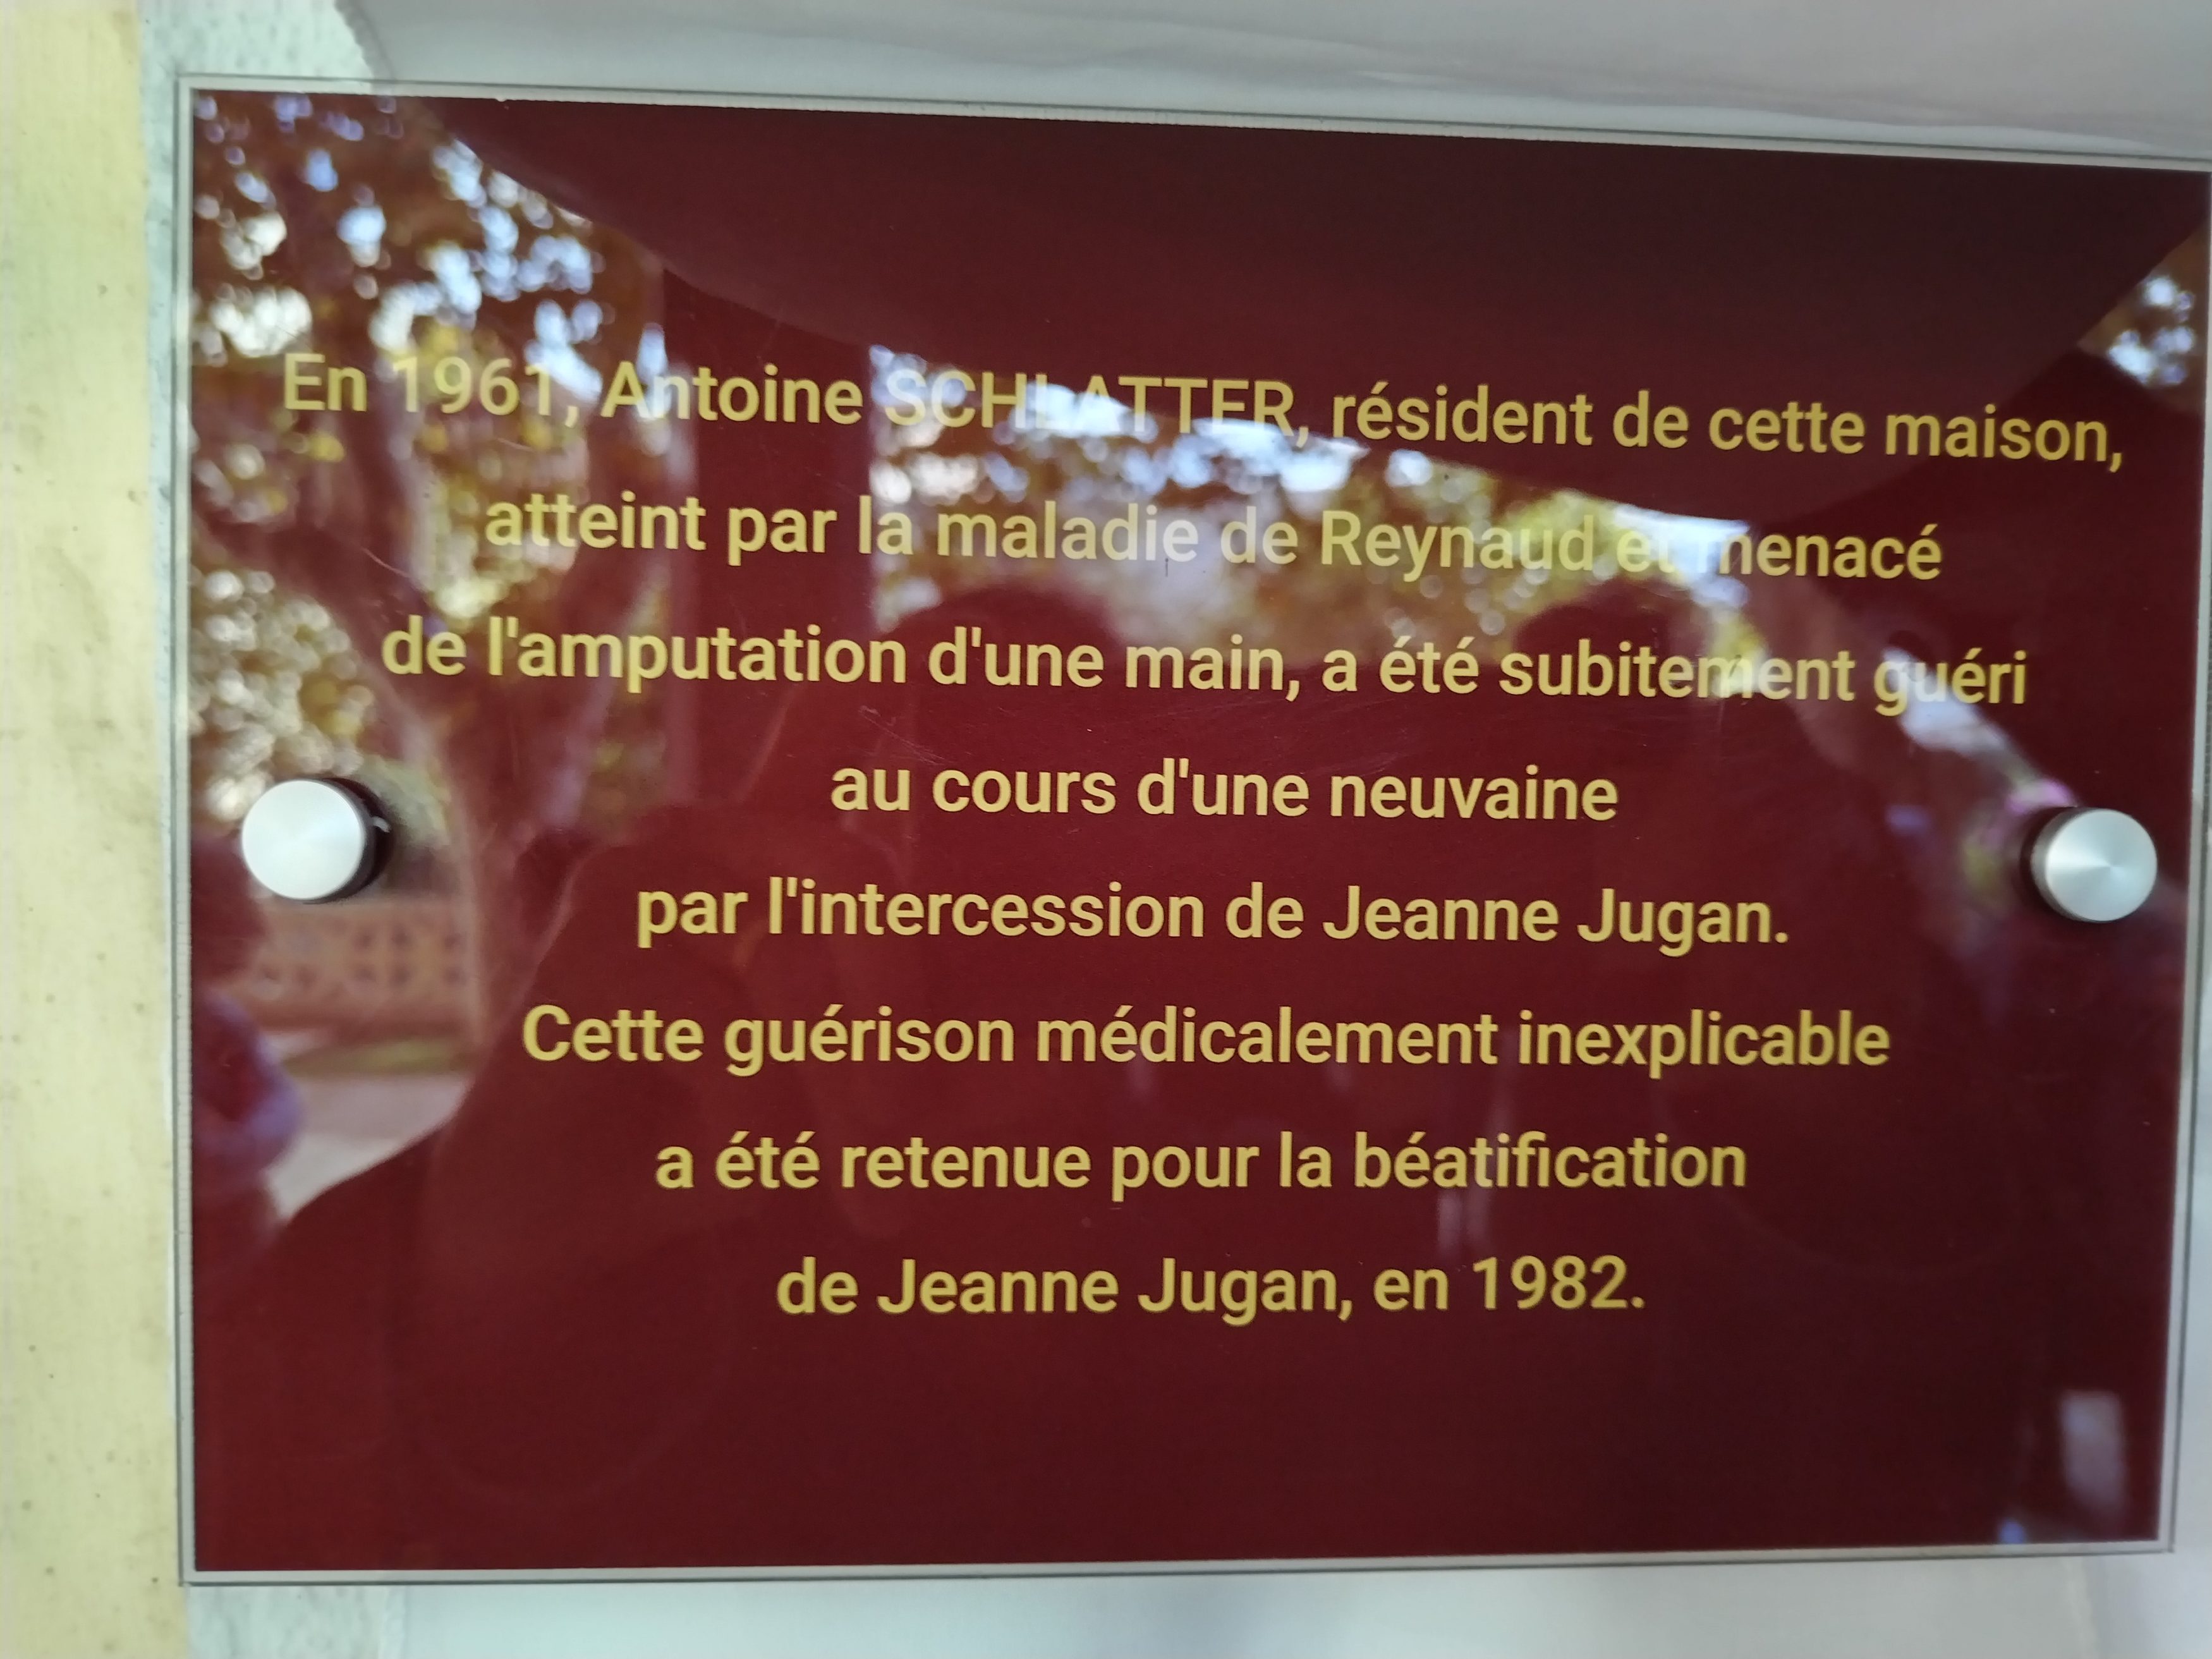 En 1961, Antoine SCHLATTER, résident de cette maison,
atteint par la maladie de Reynaud et menacé
de l'amputation d'une main, a été subitement guéri
au cours d'une neuvaine
par l'intercession de Jeanne Jugan.
Cette guérison médicalement inexplicable
a été retenue pour la béatification
de Jeanne Jugan, en 1982.